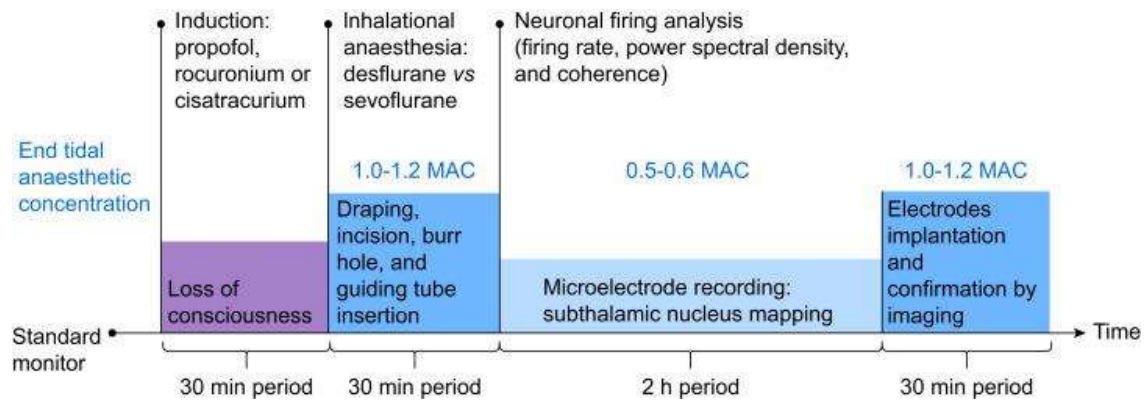 Induction:
propofol,
rocuronium or
cisatracurium
Inhalational
anaesthesia:
desflurane vs
sevoflurane
Neuronal firing analysis
(firing rate, power spectral density,
and coherence)
End tidal
anaesthetic
concentration
1.0-1.2 MAC
0.5-0.6 MAC
1.0-1.2 MAC
Loss of
consciousness
Draping,
incision, burr
hole, and
guiding tube
insertion
Microelectrode recording:
subthalamic nucleus mapping
Electrodes
implantation
and
confirmation by
imaging
Standard
monitor
Time
30 min period
30 min period
2 h period
30 min period